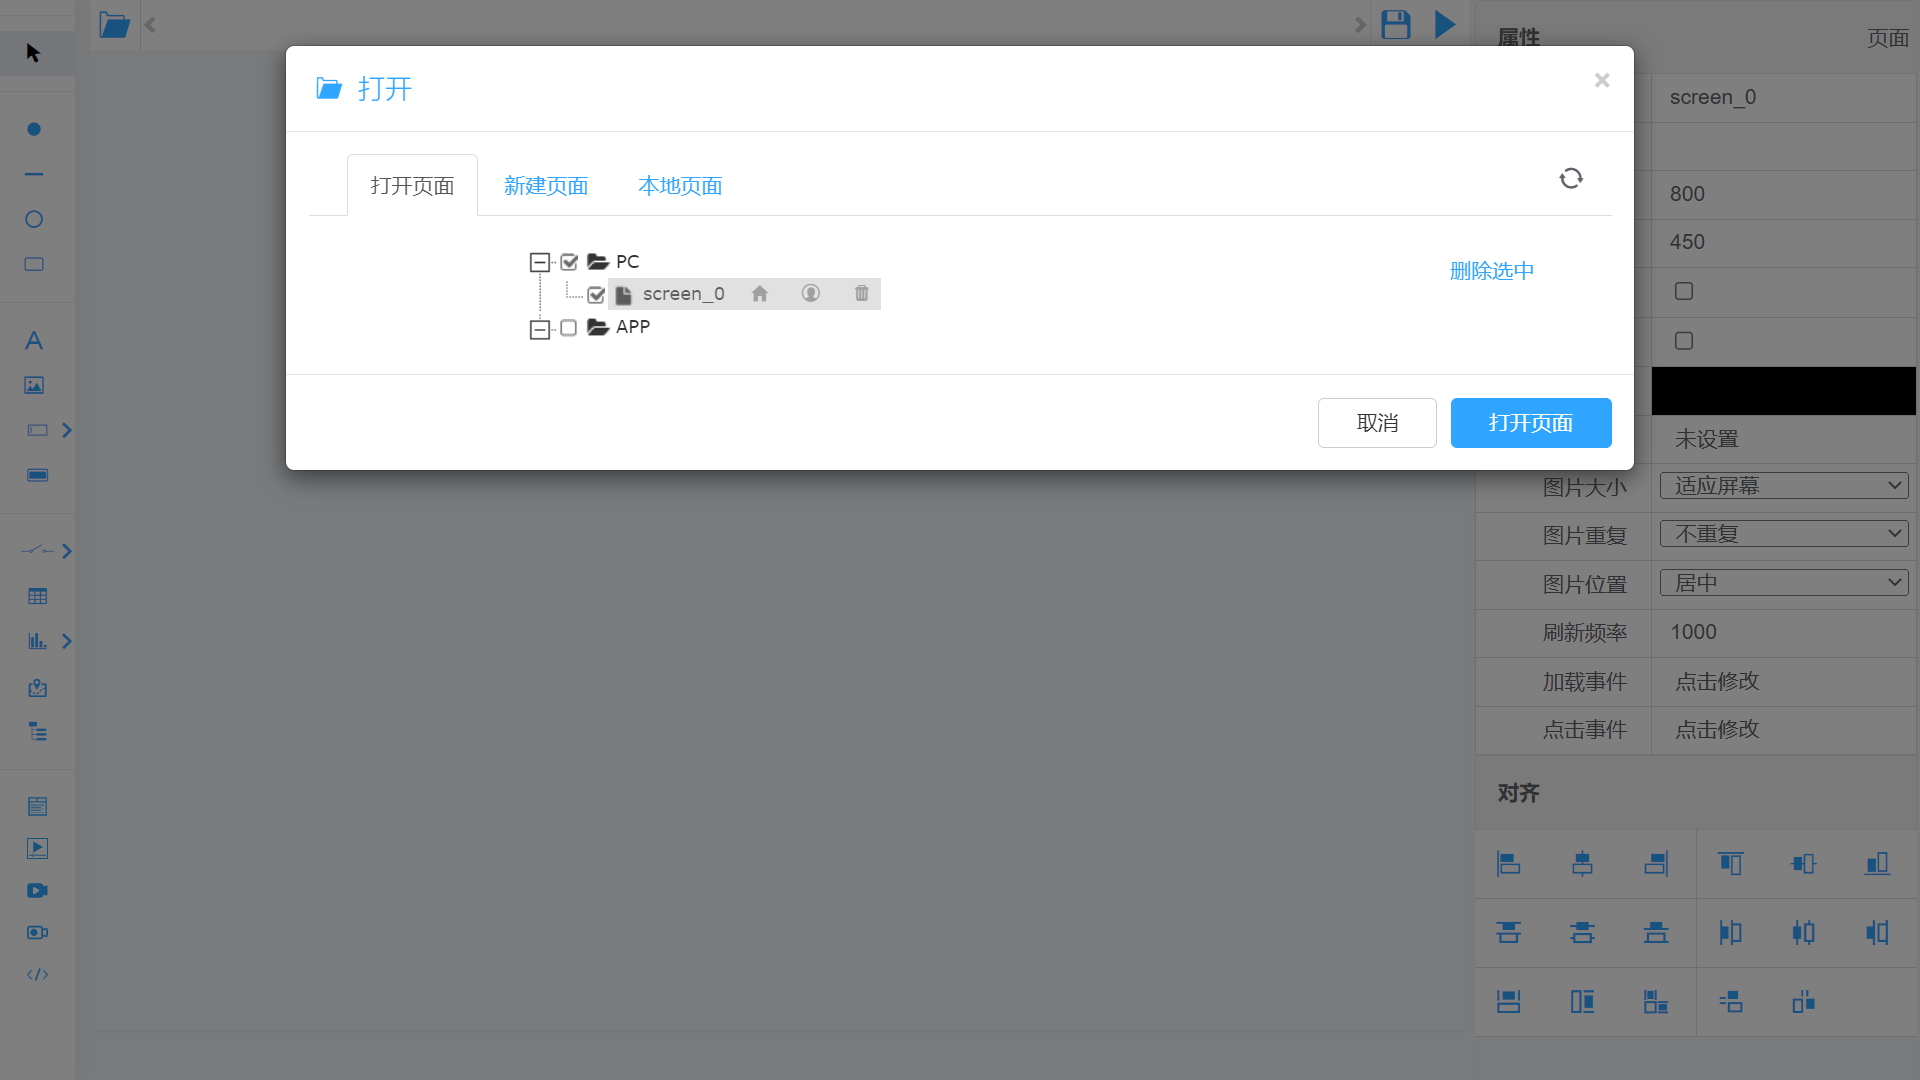 属性
页面
打开
×
screen_0
打开页面
新建页面
本地页面
800
450
PC
删除选中
screen_0
APP
取消
打开页面
未设置
图片大小
适应屏幕
图片重复
不重复
图片位置
居中
刷新频率
1000
加载事件
点击修改
点击事件
点击修改
对齐